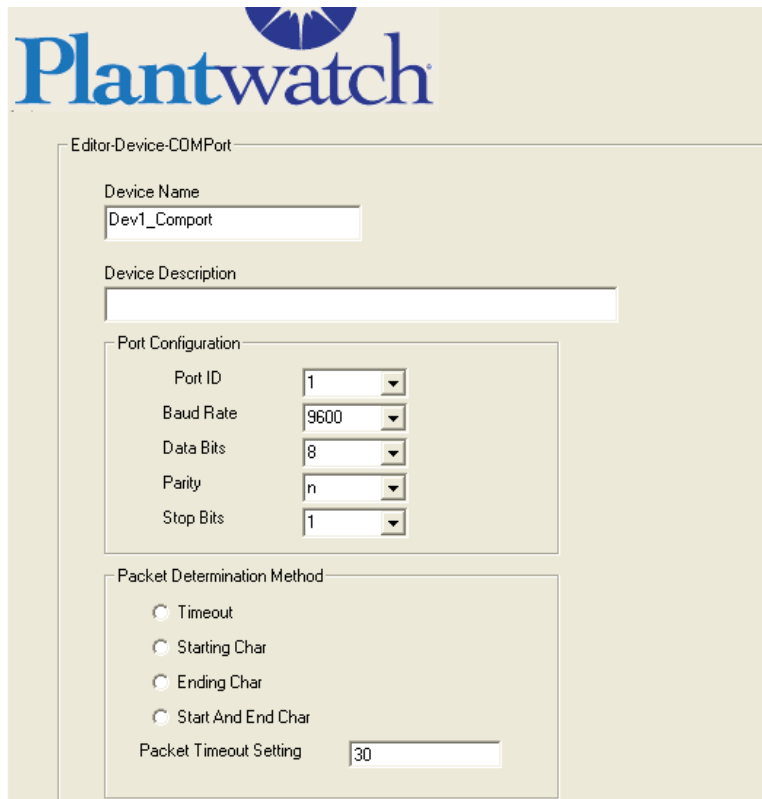 Plantwatch
Editor-Device-COMPort
Device Name
Dev1_Comport
Device Description
Port Configuration
Port ID 1
Baud Rate 9600
Data Bits 8
Parity n
Stop Bits 1
Packet Determination Method
Timeout
Starting Char
Ending Char
Start And End Char
Packet Timeout Setting 30